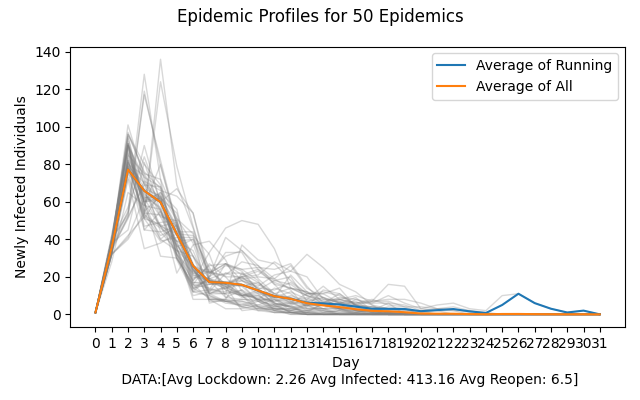 Epidemic Profiles for 50 Epidemics
140
120
100
80
60
40
20
0
Newly Infected Individuals
Average of Running
Average of All
0 1 2 3 4 5 6 7 8 9 10 11 12 13 14 15 16 17 18 19 20 21 22 23 24 25 26 27 28 29 30 31
Day
DATA:[Avg Lockdown: 2.26 Avg Infected: 413.16 Avg Reopen: 6.5]